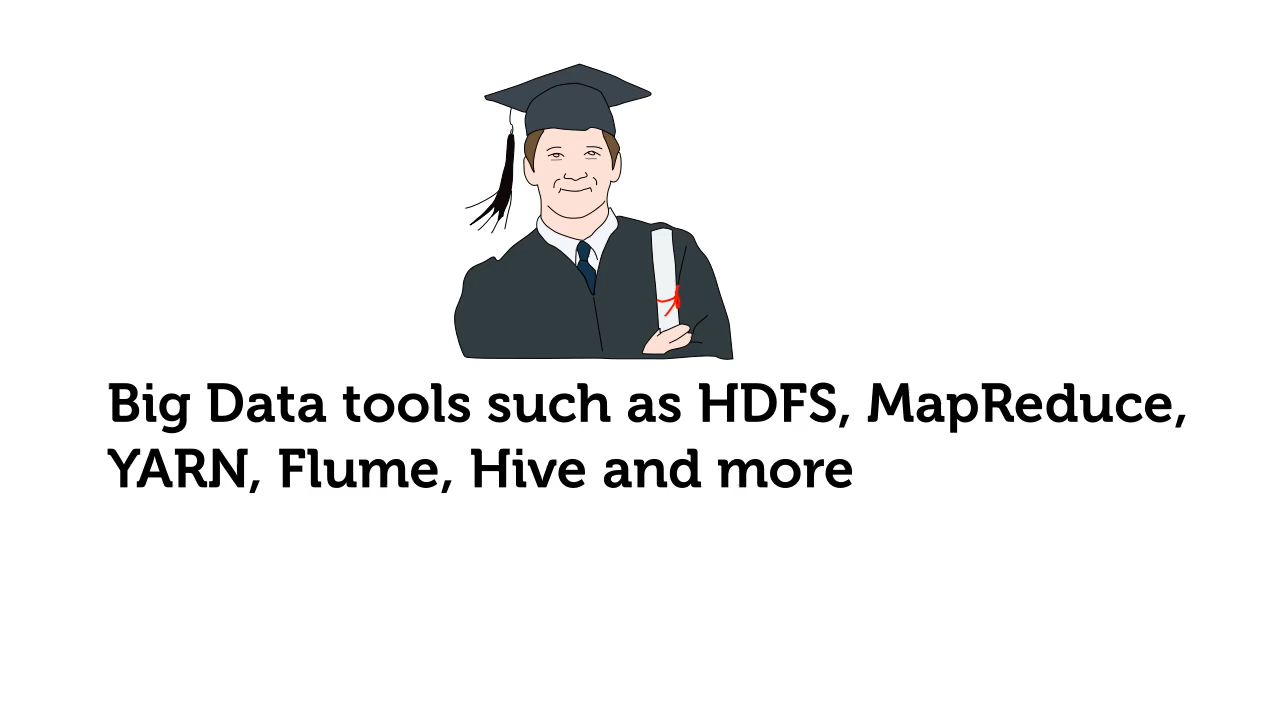 Big Data tools such as HDFS, MapReduce,
YARN, Flume, Hive and more